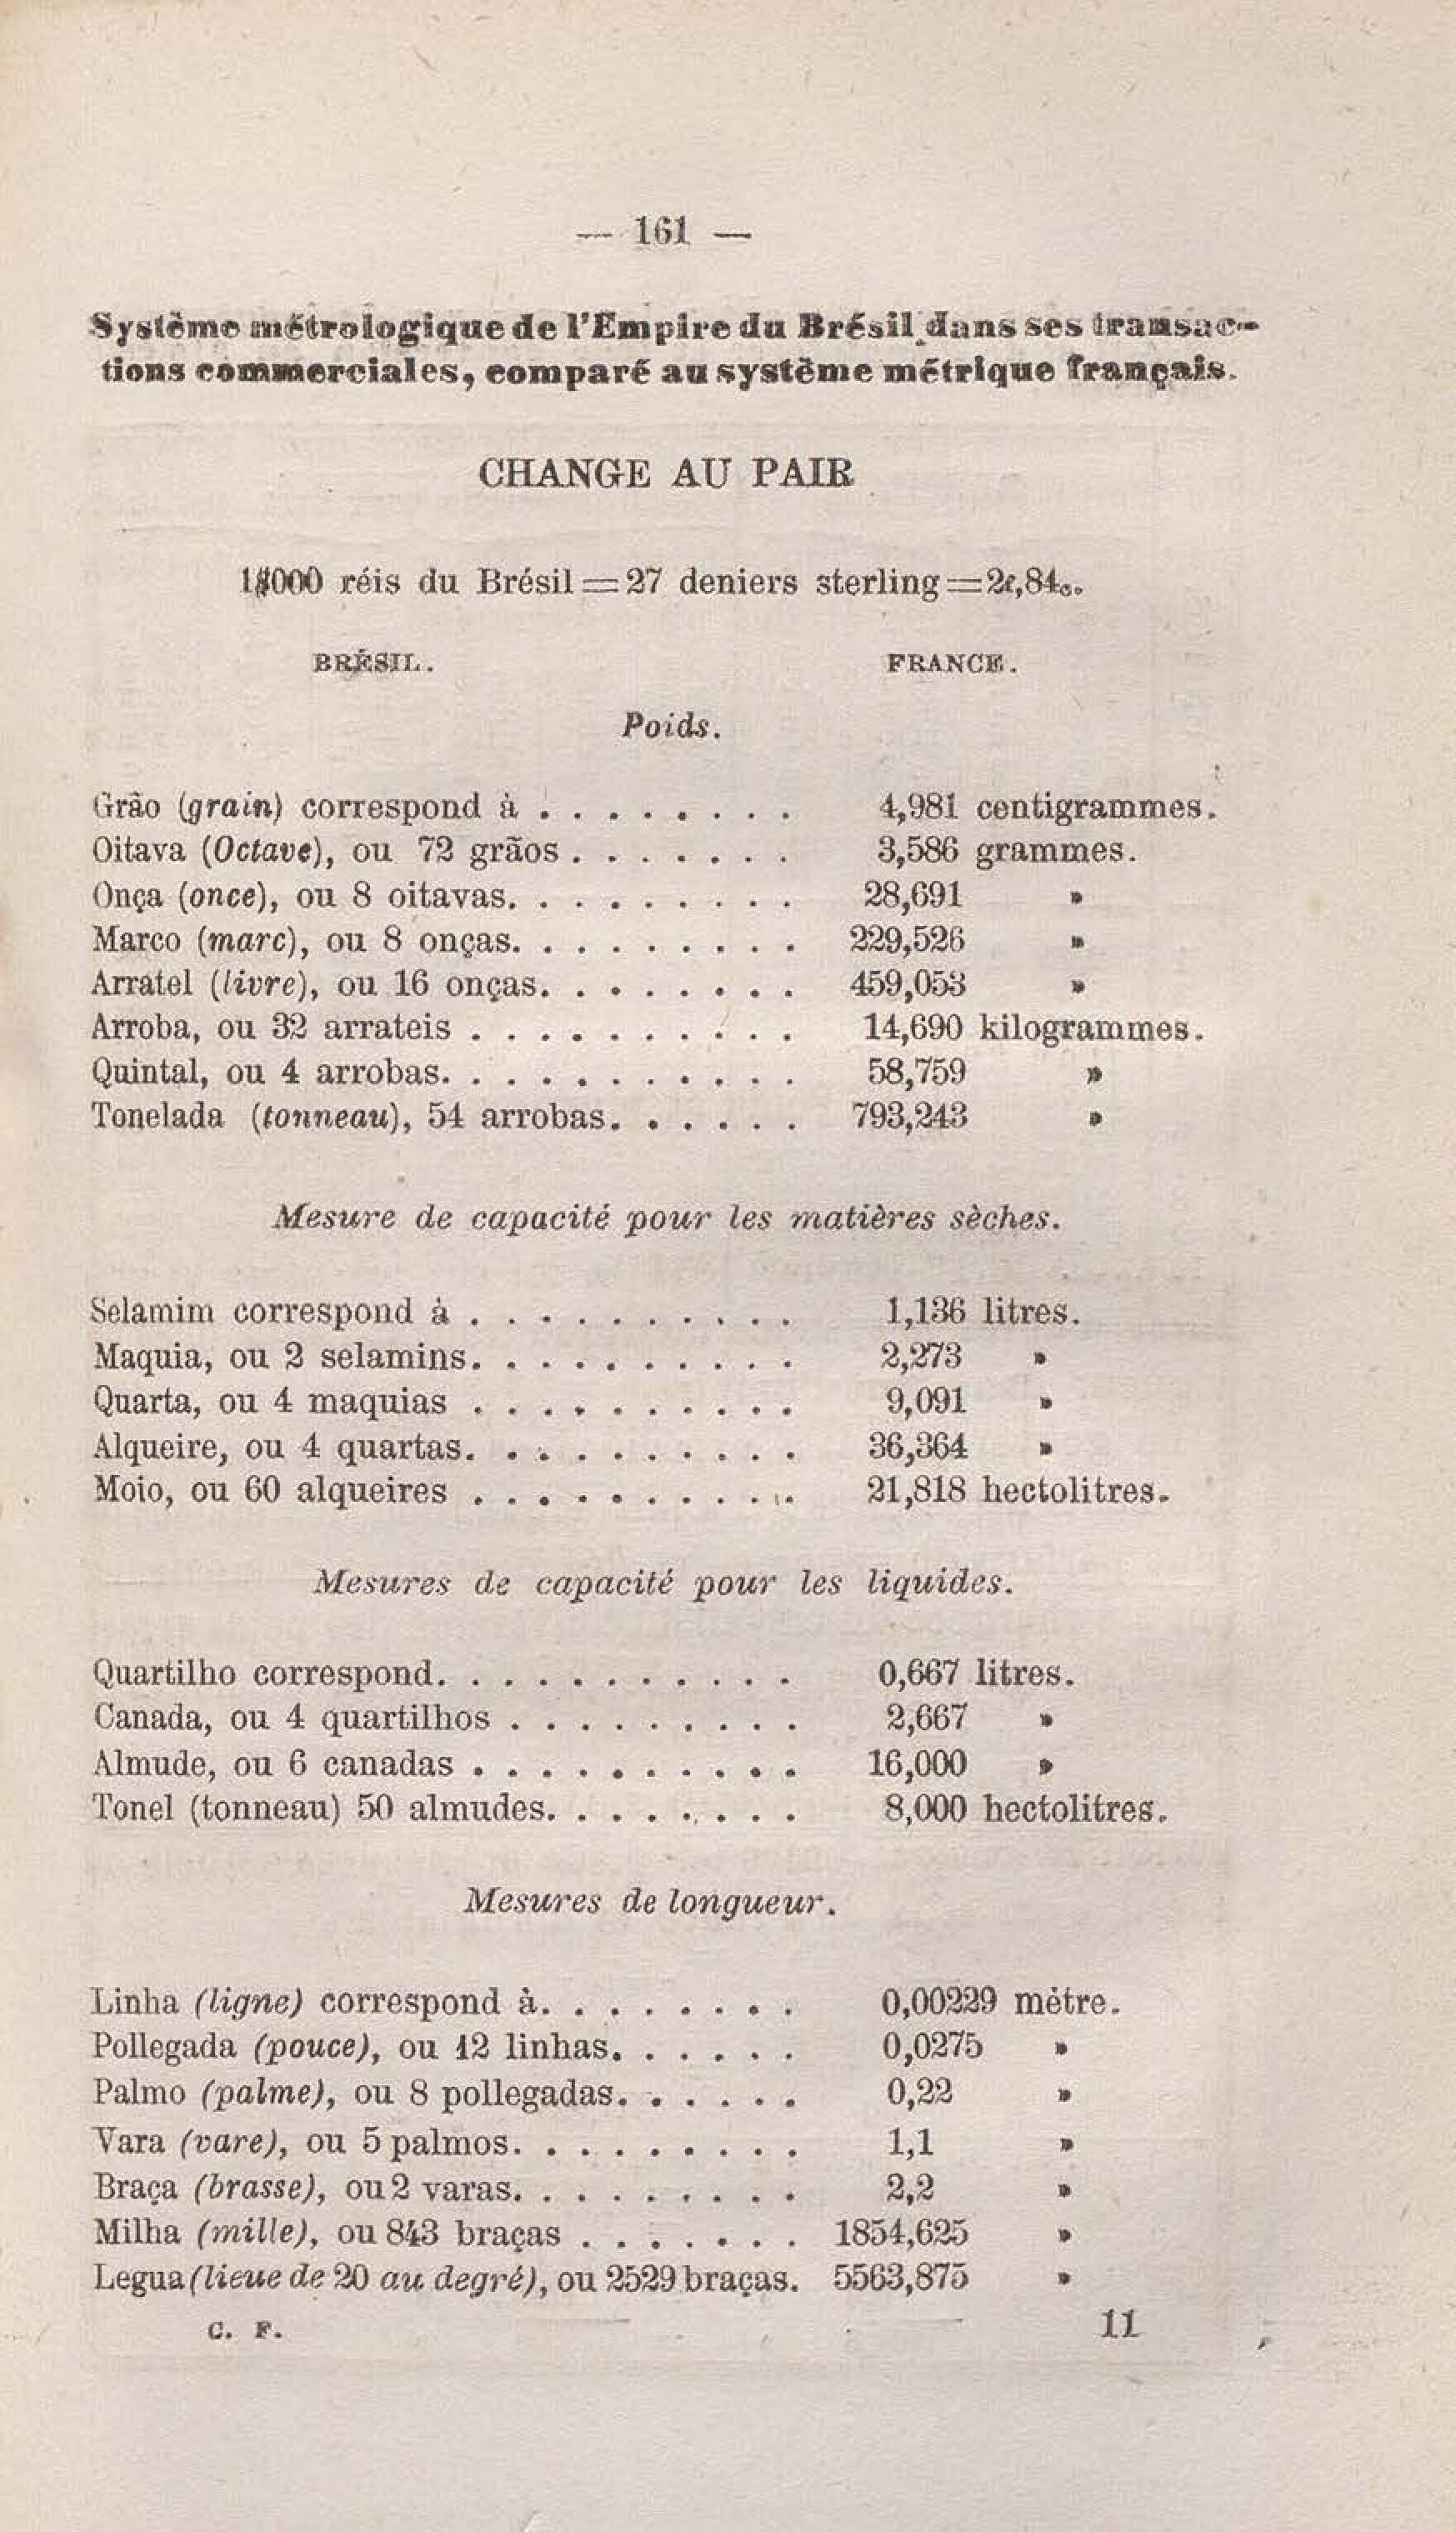 — 161 —
Système métrologique de l'Empire du Brésil dans ses transac-
tions commerciales, comparé au système métrique français.
CHANGE AU PAIR
1$000 réis du Brésil = 27 deniers sterling = 2f,84c.
BRÉSIL. FRANCE.
Poids.
Grão (grain) correspond à . . . . . . . . 4,981 centigrammes.
Oitava (Octave), ou 72 grãos . . . . . . . 3,586 grammes.
Onça (once), ou 8 oitavas. . . . . . . . . 28,691 »
Marco (marc), ou 8 onças. . . . . . . . . 229,526 »
Arratel (livre), ou 16 onças. . . . . . . . 459,053 »
Arroba, ou 32 arrateis . . . . . . . . . . 14,690 kilogrammes.
Quintal, ou 4 arrobas. . . . . . . . . . . 58,759 »
Tonelada (tonneau), 54 arrobas. . . . . . 793,243 »
Mesure de capacité pour les matières sèches.
Selamim correspond à . . . . . . . . . . 1,136 litres.
Maquia, ou 2 selamins. . . . . . . . . . 2,273 »
Quarta, ou 4 maquias . . . . . . . . . . 9,091 »
Alqueire, ou 4 quartas. . . . . . . . . . 36,364 »
Moio, ou 60 alqueires . . . . . . . . . . 21,818 hectolitres.
Mesures de capacité pour les liquides.
Quartilho correspond. . . . . . . . . . . 0,667 litres.
Canada, ou 4 quartilhos . . . . . . . . . 2,667 »
Almude, ou 6 canadas . . . . . . . . . . 16,000 »
Tonel (tonneau) 50 almudes. . . . . . . . 8,000 hectolitres.
Mesures de longueur.
Linha (ligne) correspond à. . . . . . . . 0,00229 mètre.
Pollegada (pouce), ou 12 linhas. . . . . . 0,0275 »
Palmo (palme), ou 8 pollegadas. . . . . . 0,22 »
Vara (vare), ou 5 palmos. . . . . . . . . 1,1 »
Braça (brasse), ou 2 varas. . . . . . . . . 2,2 »
Milha (mille), ou 843 braças . . . . . . . 1854,625 »
Legua (lieue de 20 au degré), ou 2529 braças. 5563,875 »
C. F. 11